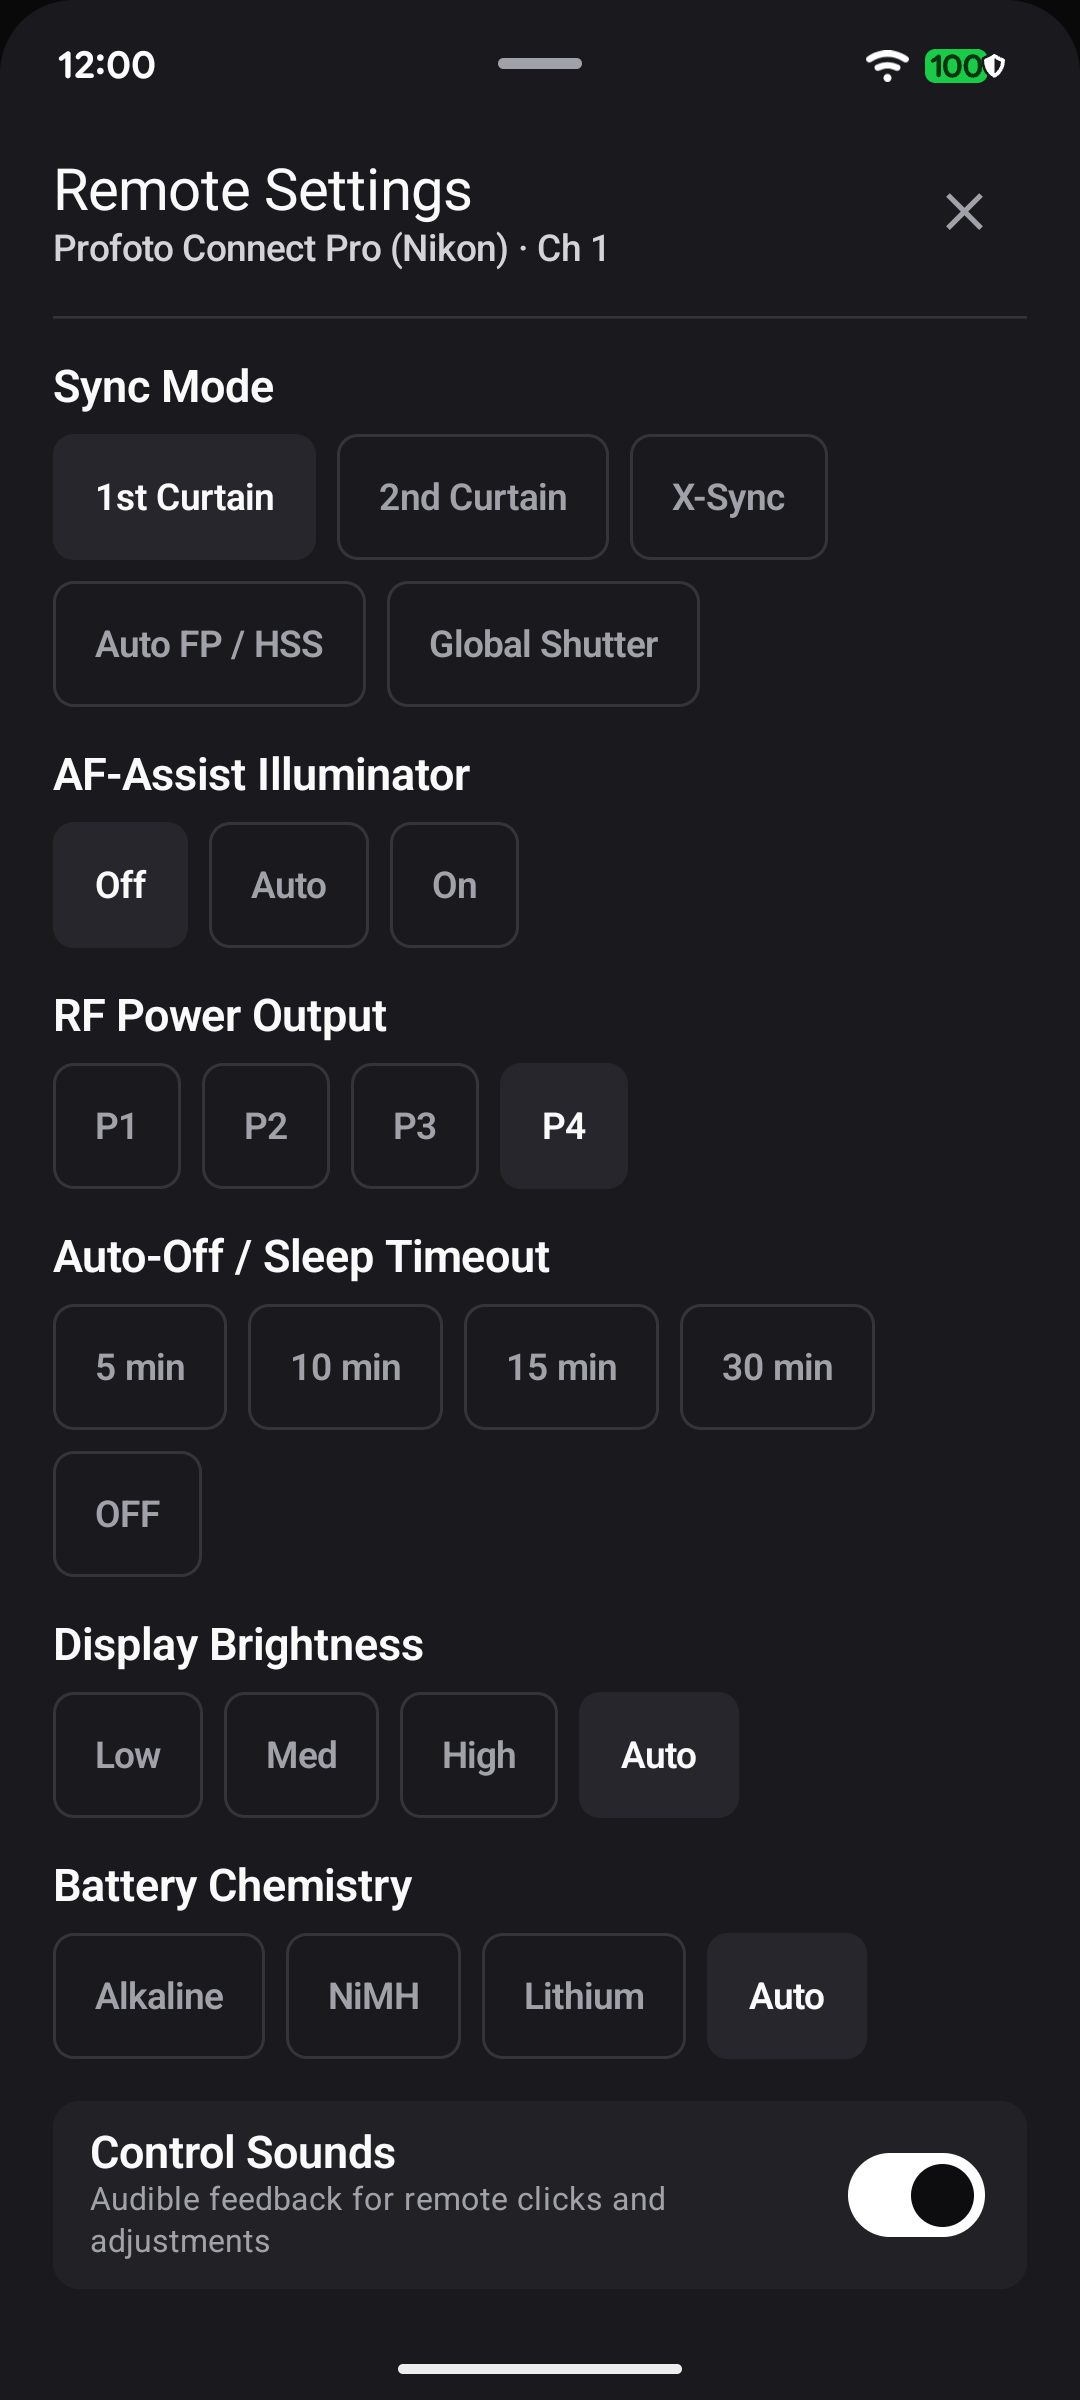 12:00
100
Remote Settings
Profoto Connect Pro (Nikon) · Ch 1
Sync Mode
1st Curtain 2nd Curtain X-Sync
Auto FP / HSS Global Shutter
AF-Assist Illuminator
Off Auto On
RF Power Output
P1 P2 P3 P4
Auto-Off / Sleep Timeout
5 min 10 min 15 min 30 min
OFF
Display Brightness
Low Med High Auto
Battery Chemistry
Alkaline NiMH Lithium Auto
Control Sounds
Audible feedback for remote clicks and
adjustments